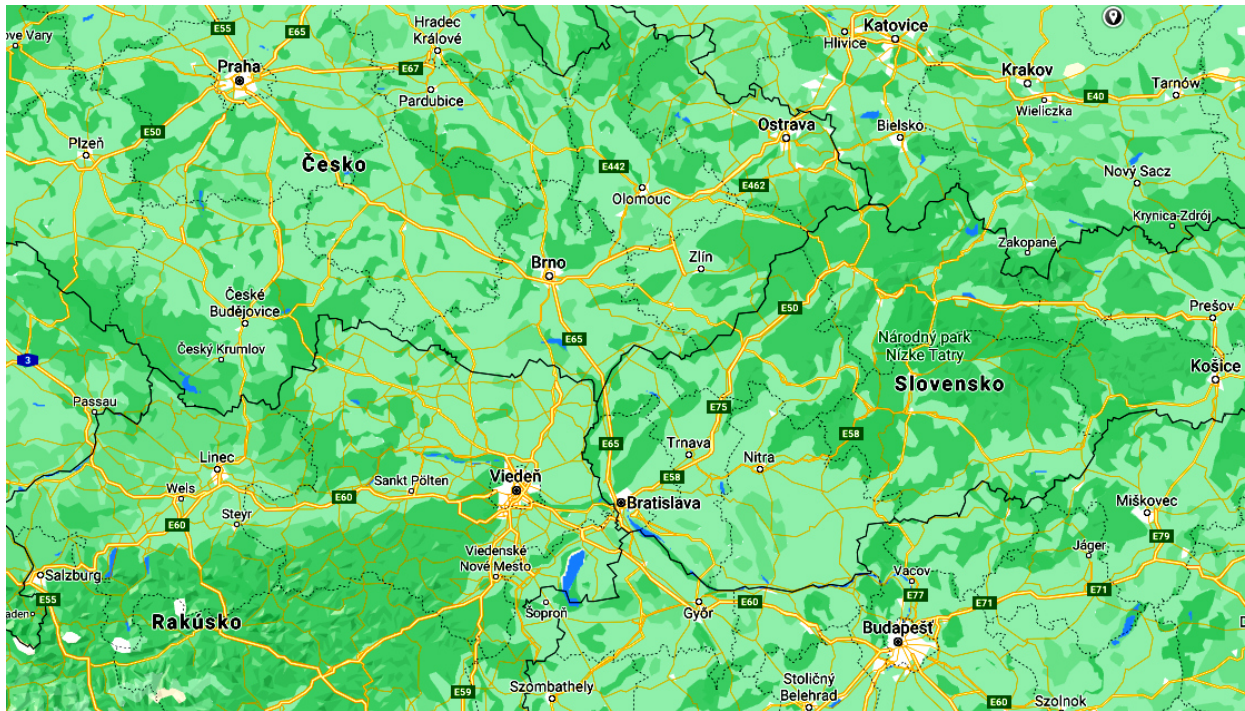 E55
E65
Hradec
Králové
Katovice
Hlivice
ove Vary
Praha
E67
Pardubice
Krakov
Tarnów
E40
Wieliczka
Plzeň
E50
Česko
Ostrava
Bielsko
E442
Olomouc
E462
Nový Sacz
Krynica-Zdrój
Zakopané
Brno
Zlín
České
Budějovice
E50
Prešov
3
Český Krumlov
E65
Národný park
Nízke Tatry
Slovensko
Košice
Passau
E75
E65
Trnava
E58
Linec
Nitra
Viedeň
Sankt Pölten
E58
Wels
E60
Bratislava
Miškovec
Steyr
E60
E79
Viedenské
Nové Mesto
Jáger
Salzburg
Vacov
E77
E71
E55
aden
Šoproň
Győr
E60
E71
Rakúsko
Budapešť
D
Szombathely
E59
Stoličný
Belehrad
E60
Szolnok